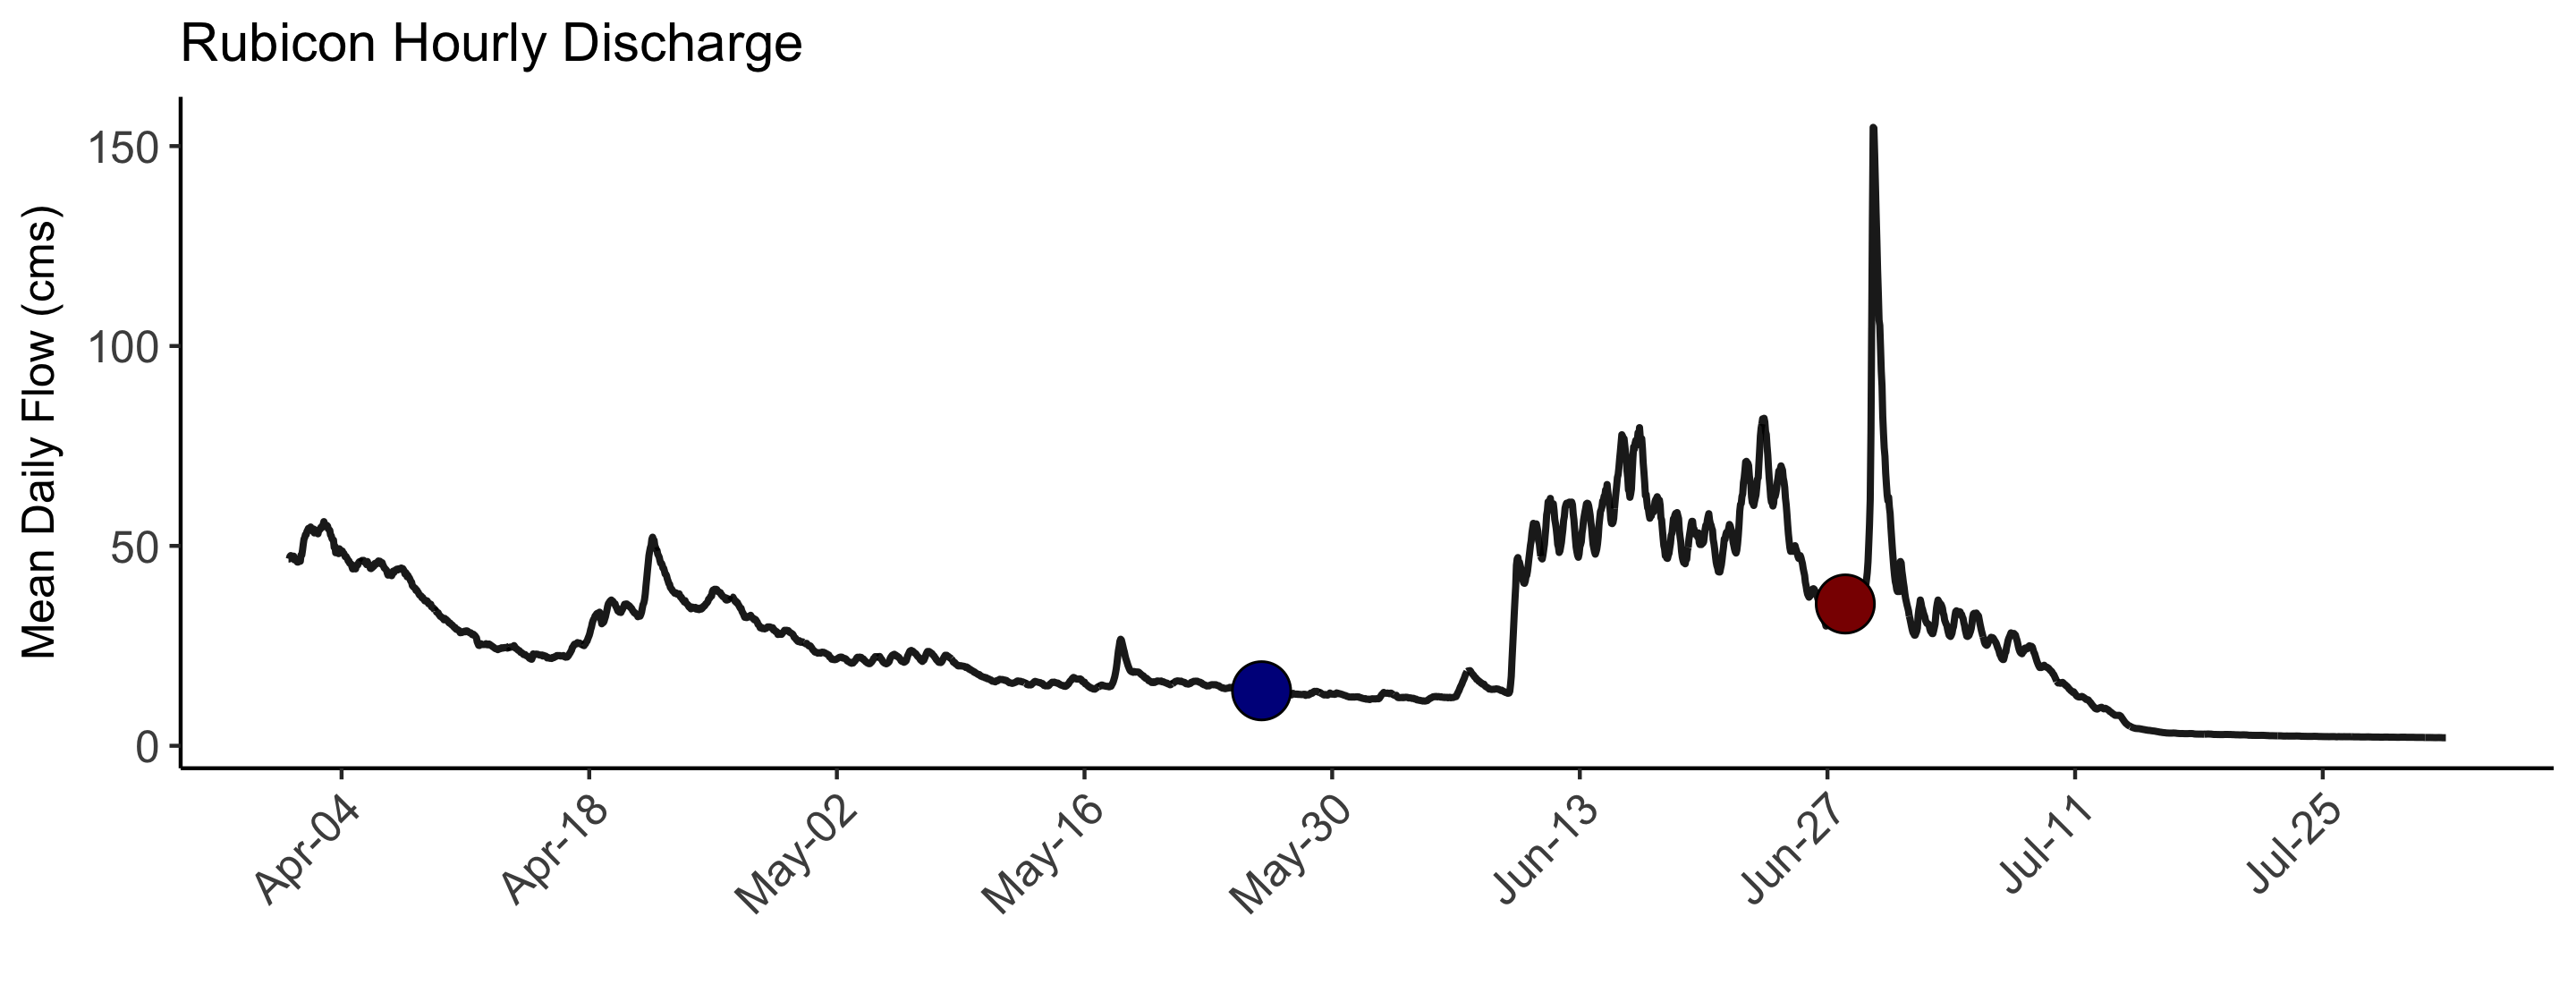 Rubicon Hourly Discharge
Mean Daily Flow (cms)
150
100
50
0
Apr-04
Apr-18
May-02
May-16
May-30
Jun-13
Jun-27
Jul-11
Jul-25